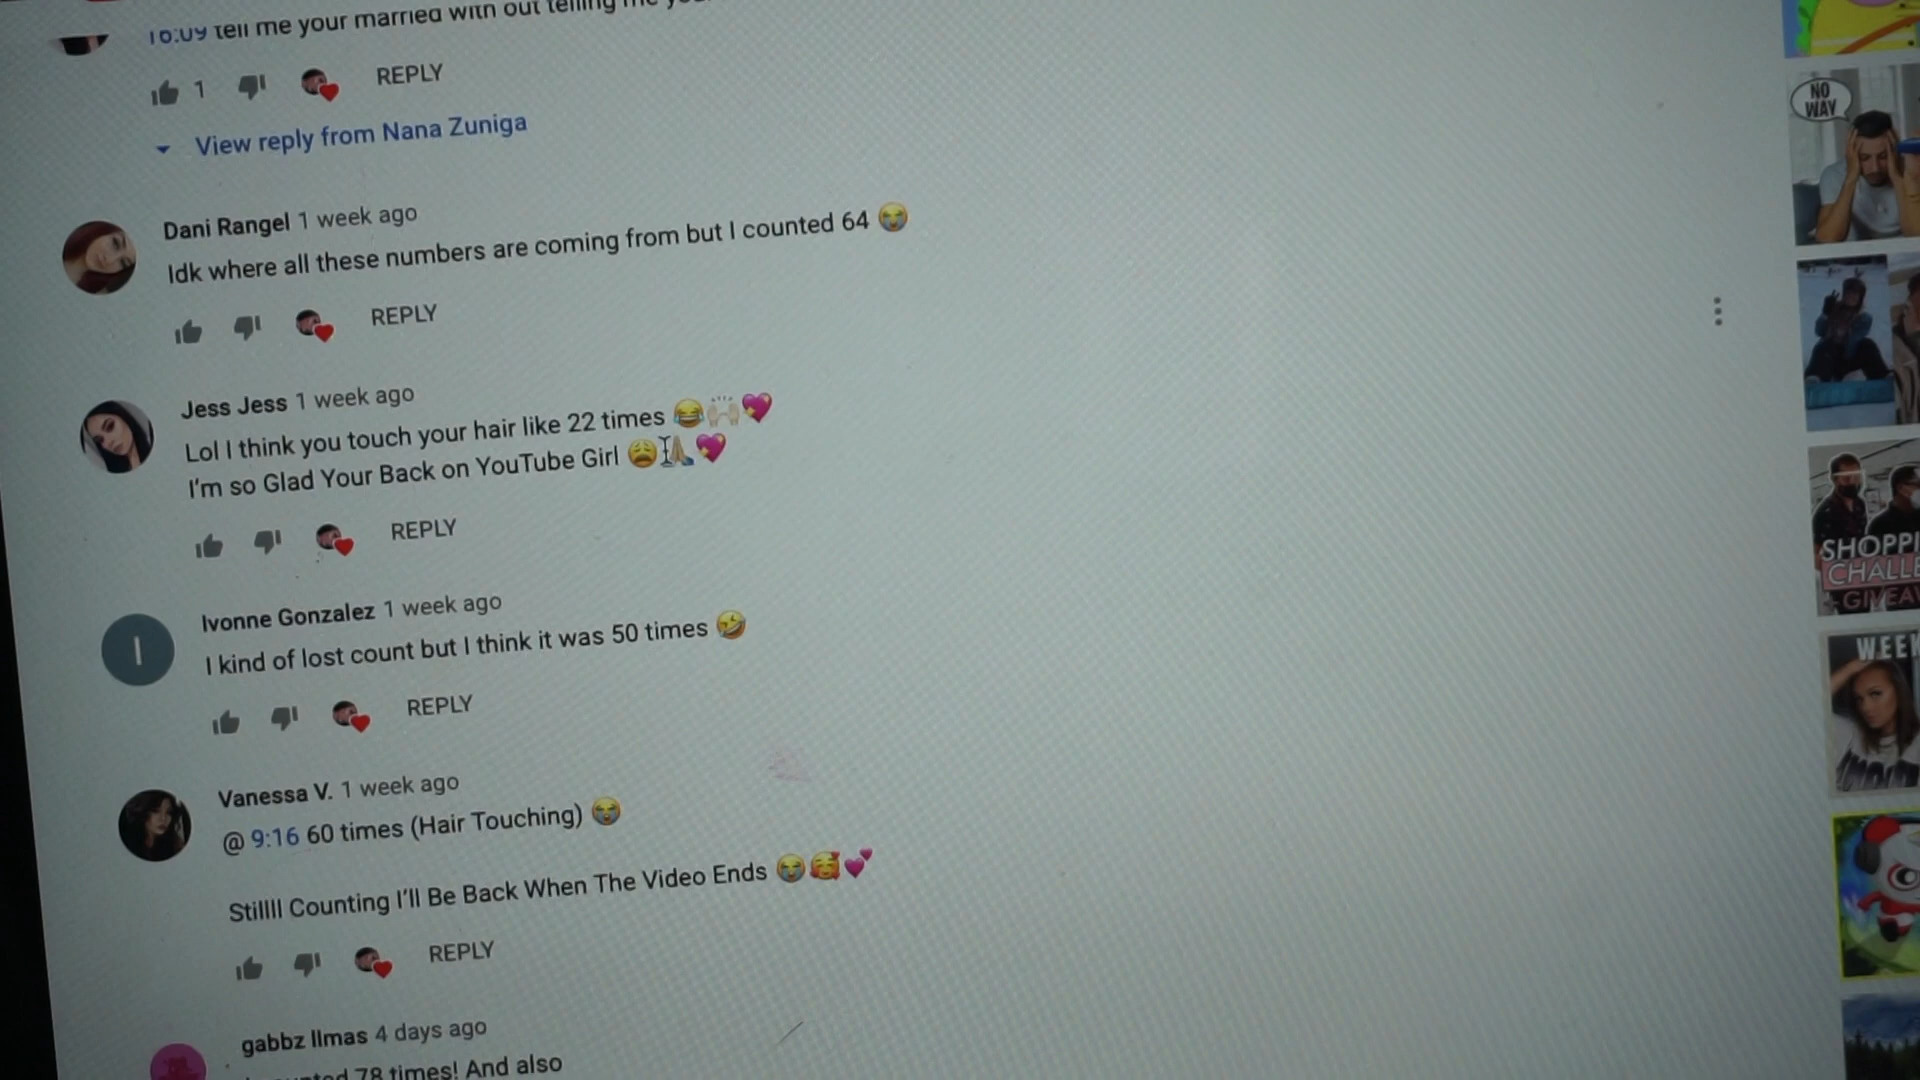 16:09 tell me your married with out telling me
1 REPLY
View reply from Nana Zuniga
Dani Rangel 1 week ago
Idk where all these numbers are coming from but I counted 64 😭
REPLY
Jess Jess 1 week ago
Lol I think you touch your hair like 22 times 😂🙌🏻💖
I'm so Glad Your Back on YouTube Girl 😩🙏🏼💖
REPLY
I
Ivonne Gonzalez 1 week ago
I kind of lost count but I think it was 50 times 🤣
REPLY
Vanessa V. 1 week ago
@ 9:16 60 times (Hair Touching) 😭
Stillll Counting I'll Be Back When The Video Ends 😭🥰💕
REPLY
gabbz llmas 4 days ago
78 times! And also
NO
WAY
SHOPPI
CHALLE
+ GIVEAW
WEEK